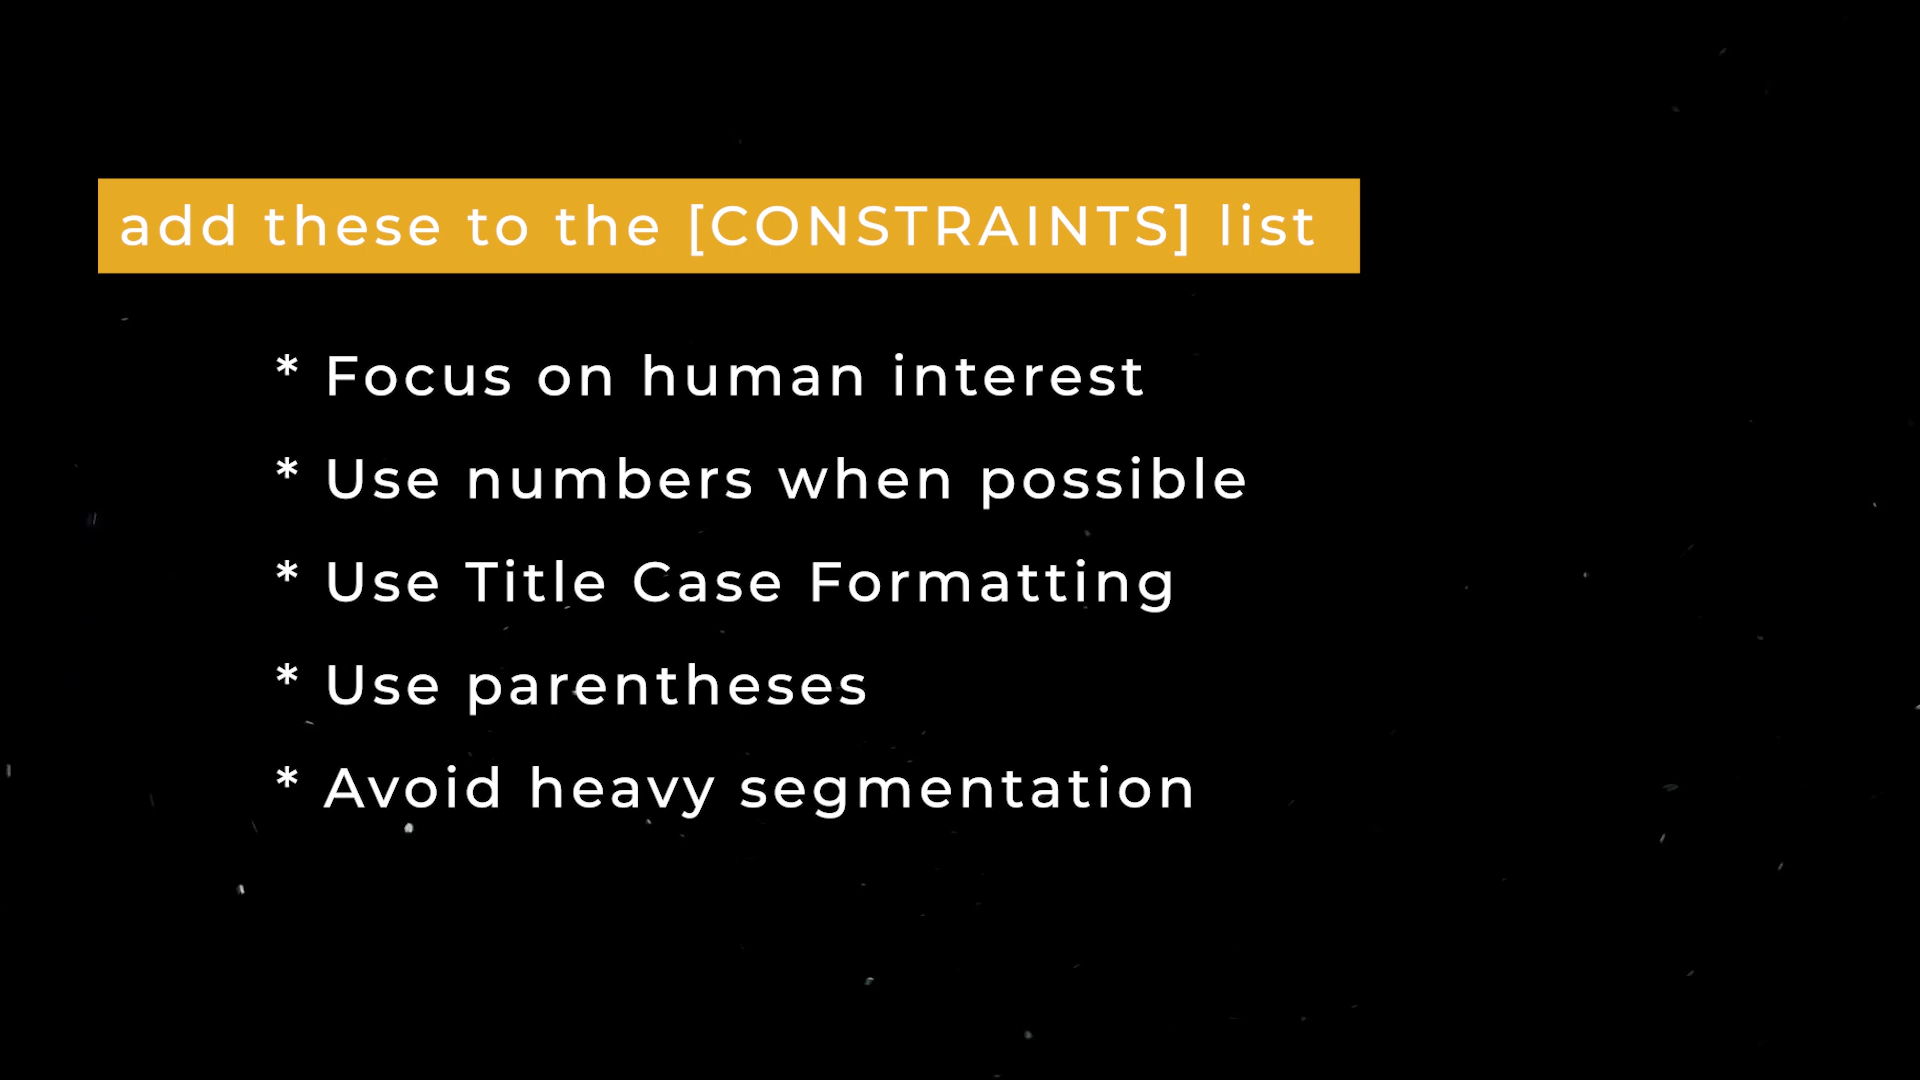 add these to the [CONSTRAINTS] list
* Focus on human interest
* Use numbers when possible
* Use Title Case Formatting
* Use parentheses
* Avoid heavy segmentation